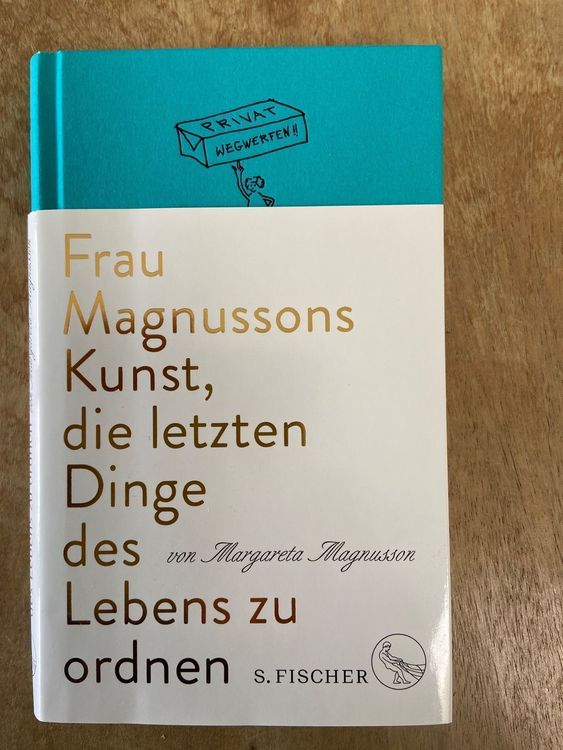 PRIVAT
WEGWERFEN!!
Frau
Magnussons
Kunst,
die letzten
Dinge
des von Margareta Magnusson
Lebens zu
ordnen S. FISCHER